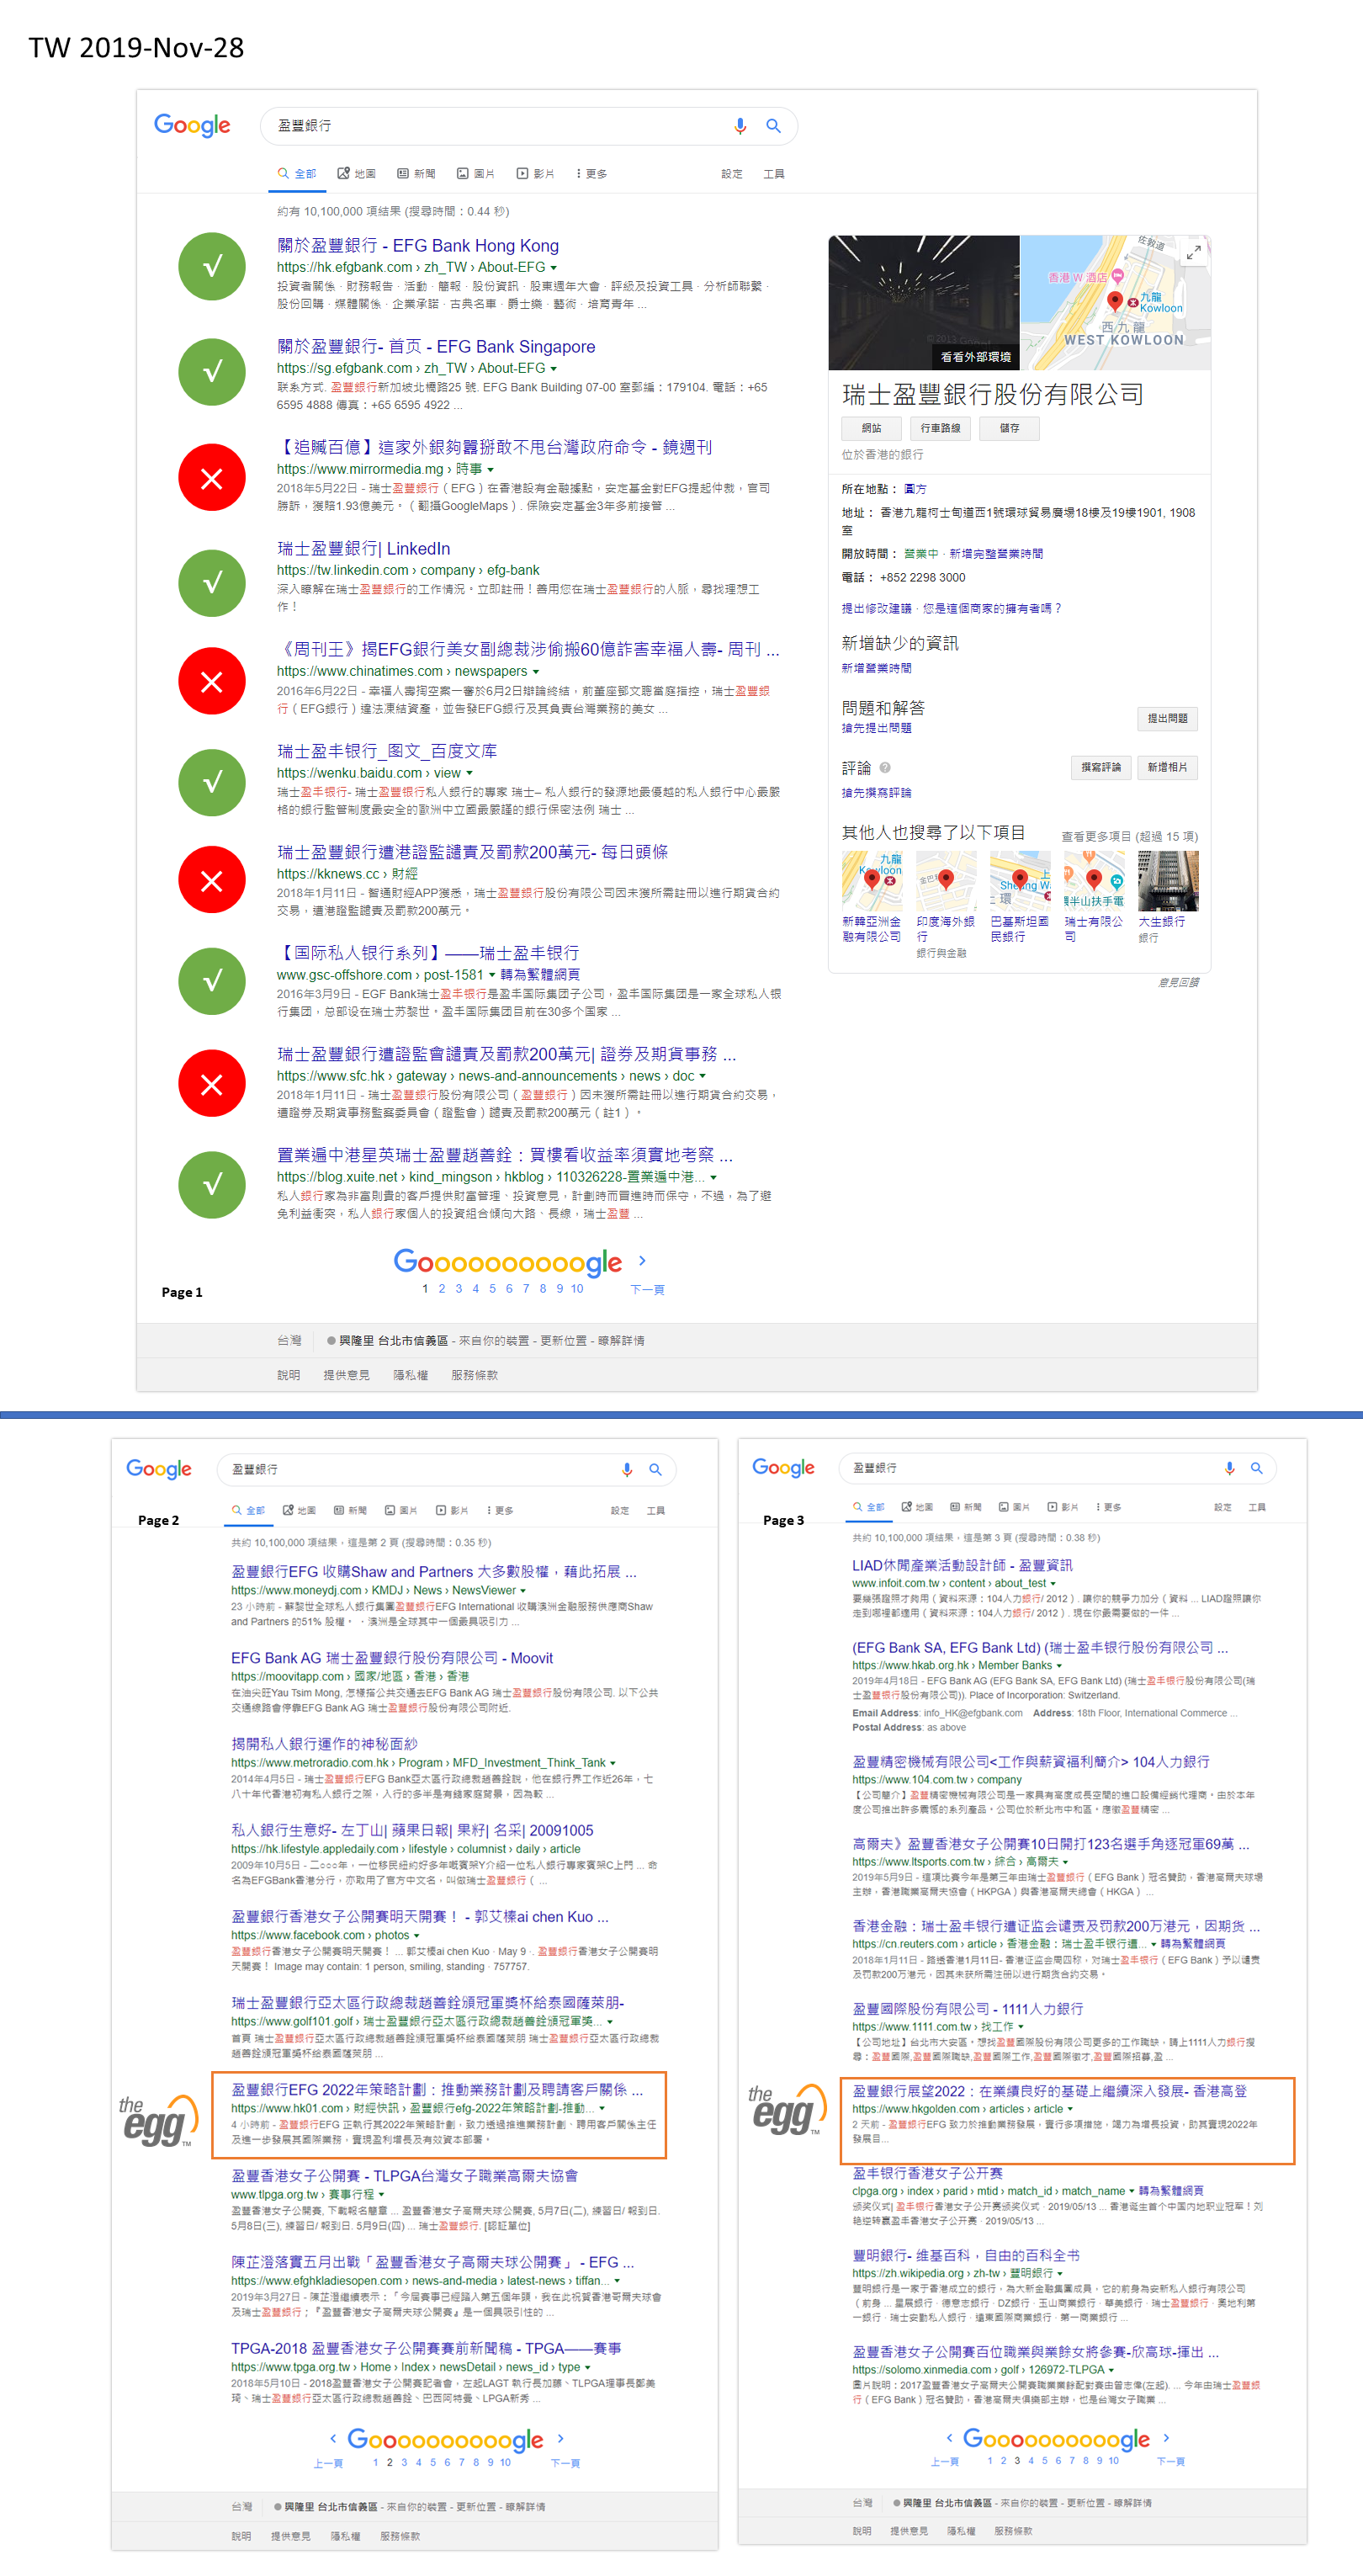 TW 2019-Nov-28
Google
盈豐銀行
全部 地圖 新聞 圖片 影片 更多 設定 工具
約有 10,100,000 項結果 (搜尋時間：0.44 秒)
√
關於盈豐銀行 - EFG Bank Hong Kong
https://hk.efgbank.com › zh_TW › About-EFG
投資者關係 · 財務報告 · 活動 · 簡報 · 股份資訊 · 股東週年大會 · 評級及投資工具 · 分析師聯繫 ·
股份回購 · 媒體關係 · 企業承諾 · 古典名車 · 爵士樂 · 藝術 · 培育青年 ...
√
關於盈豐銀行- 首页 - EFG Bank Singapore
https://sg.efgbank.com › zh_TW › About-EFG
联系方式. 盈豐銀行新加坡北橋路25 號. EFG Bank Building 07-00 室郵編：179104. 電話：+65
6595 4888 傳真：+65 6595 4922 ...
×
【追贓百億】這家外銀夠囂掰敢不甩台灣政府命令 - 鏡週刊
https://www.mirrormedia.mg › 時事
2018年5月22日 - 瑞士盈豐銀行（EFG）在香港設有金融據點，安定基金對EFG提起仲裁，官司
勝訴，獲賠1.93億美元。（翻攝GoogleMaps）. 保險安定基金3年多前接管 ...
√
瑞士盈豐銀行| LinkedIn
https://tw.linkedin.com › company › efg-bank
深入瞭解在瑞士盈豐銀行的工作情況。立即註冊！善用您在瑞士盈豐銀行的人脈，尋找理想工
作！
×
《周刊王》揭EFG銀行美女副總裁涉偷搬60億詐害幸福人壽- 周刊 ...
https://www.chinatimes.com › newspapers
2016年6月22日 - 幸福人壽掏空案一審於6月2日辯論終結，前董座鄧文聰當庭指控，瑞士盈豐銀
行（EFG銀行）違法凍結資產，並告發EFG銀行及其負責台灣業務的美女 ...
√
瑞士盈丰银行_图文_百度文库
https://wenku.baidu.com › view
瑞士盈丰银行- 瑞士盈豐银行私人銀行的專家 瑞士– 私人銀行的發源地最優越的私人銀行中心最嚴
格的銀行監管制度最安全的歐洲中立國最嚴謹的銀行保密法例 瑞士 ...
×
瑞士盈豐銀行遭港證監譴責及罰款200萬元- 每日頭條
https://kknews.cc › 財經
2018年1月11日 - 智通財經APP獲悉，瑞士盈豐銀行股份有限公司因未獲所需註冊以進行期貨合約
交易，遭港證監譴責及罰款200萬元。
√
【国际私人银行系列】——瑞士盈丰银行
www.gsc-offshore.com › post-1581 轉為繁體網頁
2016年3月9日 - EGF Bank瑞士盈丰银行是盈丰国际集团子公司，盈丰国际集团是一家全球私人银
行集团，总部设在瑞士苏黎世。盈丰国际集团目前在30多个国家 ...
×
瑞士盈豐銀行遭證監會譴責及罰款200萬元| 證券及期貨事務 ...
https://www.sfc.hk › gateway › news-and-announcements › news › doc
2018年1月11日 - 瑞士盈豐銀行股份有限公司（盈豐銀行）因未獲所需註冊以進行期貨合約交易，
遭證券及期貨事務監察委員會（證監會）譴責及罰款200萬元（註1）。
√
置業遍中港星英瑞士盈豐趙善銓：買樓看收益率須實地考察 ...
https://blog.xuite.net › kind_mingson › hkblog › 110326228-置業遍中港...
私人銀行家為非富則貴的客戶提供財富管理、投資意見，計劃時而冒進時而保守，不過，為了避
免利益衝突，私人銀行家個人的投資組合傾向大路、長線，瑞士盈豐 ...
Goooooooooogle
1 2 3 4 5 6 7 8 9 10 下一頁
Page 1
看看外部環境
佐敦道
香港 W 酒店
九龍
Kowloon
西九龍
WEST KOWLOON
瑞士盈豐銀行股份有限公司
網站 行車路線 儲存
位於香港的銀行
所在地點： 圓方
地址： 香港九龍柯士甸道西1號環球貿易廣場18樓及19樓1901, 1908
室
開放時間： 營業中 · 新增完整營業時間
電話： +852 2298 3000
提出修改建議 · 您是這個商家的擁有者嗎？
新增缺少的資訊
新增營業時間
問題和解答
搶先提出問題
提出問題
評論
撰寫評論 新增相片
搶先撰寫評論
其他人也搜尋了以下項目 查看更多項目 (超過 15 項)
新韓亞洲金融有限公司
印度海外銀行
銀行與金融
巴基斯坦國民銀行
瑞士有限公司
大生銀行
銀行
意見回饋
台灣 興隆里 台北市信義區 - 來自你的裝置 - 更新位置 - 瞭解詳情
說明 提供意見 隱私權 服務條款
Google
盈豐銀行
Page 2
全部 地圖 新聞 圖片 影片 更多 設定 工具
共約 10,100,000 項結果，這是第 2 頁 (搜尋時間：0.35 秒)
盈豐銀行EFG 收購Shaw and Partners 大多數股權，藉此拓展 ...
https://www.moneydj.com › KMDJ › News › NewsViewer
23 小時前 - 蘇黎世全球私人銀行集團盈豐銀行EFG International 收購澳洲金融服務供應商Shaw
and Partners 的51% 股權。 ，澳洲是全球其中一個最具吸引力 ...
EFG Bank AG 瑞士盈豐銀行股份有限公司 - Moovit
https://moovitapp.com › 國家/地區 › 香港 › 香港
在油尖旺Yau Tsim Mong, 怎樣搭公共交通去EFG Bank AG 瑞士盈豐銀行股份有限公司. 以下公共
交通線路會停靠EFG Bank AG 瑞士盈豐銀行股份有限公司附近.
揭開私人銀行運作的神秘面紗
https://www.metroradio.com.hk › Program › MFD_Investment_Think_Tank
2014年4月5日 - 瑞士盈豐銀行EFG Bank亞太區行政總裁趙善銓說，他在銀行界工作近26年，七
八十年代香港初有私人銀行之際，入行的多半是有錢家庭背景，因為較 ...
私人銀行生意好- 左丁山| 蘋果日報| 果籽| 名采| 20091005
https://hk.lifestyle.appledaily.com › lifestyle › columnist › daily › article
2009年10月5日 - 二○○○年，一位移民紐約好多年嘅賓架Y介紹一位私人銀行專家賓架C上門 ... 命
名為EFGBank香港分行，亦取用了官方中文名，叫做瑞士盈豐銀行（ ...
盈豐銀行香港女子公開賽明天開賽！ - 郭艾榛ai chen Kuo ...
https://www.facebook.com › photos
盈豐銀行香港女子公開賽明天開賽！ ... 郭艾榛ai chen Kuo · May 9 ·. 盈豐銀行香港女子公開賽明
天開賽！ Image may contain: 1 person, smiling, standing · 757757.
瑞士盈豐銀行亞太區行政總裁趙善銓頒冠軍獎杯給泰國薩萊朋-
https://www.golf101.golf › 瑞士盈豐銀行亞太區行政總裁趙善銓頒冠軍獎...
首頁 瑞士盈豐銀行亞太區行政總裁趙善銓頒冠軍獎杯給泰國薩萊朋 瑞士盈豐銀行亞太區行政總裁
趙善銓頒冠軍獎杯給泰國薩萊朋 ...
the egg TM
盈豐銀行EFG 2022年策略計劃：推動業務計劃及聘請客戶關係 ...
https://www.hk01.com › 財經快訊 › 盈豐銀行efg-2022年策略計劃-推動...
4 小時前 - 盈豐銀行EFG 正執行其2022年策略計劃，致力透過推進業務計劃、聘用客戶關係主任
及進一步發展其國際業務，實現盈利增長及有效資本部署。
盈豐香港女子公開賽 - TLPGA台灣女子職業高爾夫協會
www.tlpga.org.tw › 賽事行程
盈豐香港女子公開賽, 下載報名簡章 ... 盈豐香港女子高爾夫球公開賽, 5月7日(二), 練習日/ 報到日.
5月8日(三), 練習日/ 報到日. 5月9日(四) ... 瑞士盈豐銀行. [認証單位]
陳芷澄落實五月出戰「盈豐香港女子高爾夫球公開賽」 - EFG ...
https://www.efghkladiesopen.com › news-and-media › latest-news › tiffan...
2019年3月27日 - 陳芷澄繼續表示：「今屆賽事已經踏入第五個年頭，我在此祝賀香港哥爾夫球會
及瑞士盈豐銀行；『盈豐香港女子高爾夫球公開賽』是一個具吸引性的 ...
TPGA-2018 盈豐香港女子公開賽賽前新聞稿 - TPGA——賽事
https://www.tpga.org.tw › Home › Index › newsDetail › news_id › type
2018年5月10日 - 2018盈豐香港女子公開賽記者會，左起LAGT 執行長加藤、TLPGA理事長鄭美
琦、瑞士盈豐銀行亞太區行政總裁趙善銓、巴西阿特曼、LPGA新秀 ...
Goooooooooogle
上一頁 1 2 3 4 5 6 7 8 9 10 下一頁
台灣 興隆里 台北市信義區 - 來自你的裝置 - 更新位置 - 瞭解詳情
說明 提供意見 隱私權 服務條款
Google
盈豐銀行
Page 3
全部 地圖 新聞 圖片 影片 更多 設定 工具
共約 10,100,000 項結果，這是第 3 頁 (搜尋時間：0.38 秒)
LIAD休閒產業活動設計師 - 盈豐資訊
www.infoit.com.tw › content › about_test
要幾張證照才夠用（資料來源：104人力銀行/ 2012）. 讓你的競爭力加分（資料 ... LIAD證照讓你
走到哪裡都適用（資料來源：104人力銀行/ 2012）. 現在你最需要做的一件 ...
(EFG Bank SA, EFG Bank Ltd) (瑞士盈丰银行股份有限公司 ...
https://www.hkab.org.hk › Member Banks
2019年4月18日 - EFG Bank AG (EFG Bank SA, EFG Bank Ltd) (瑞士盈丰银行股份有限公司(瑞
士盈豐銀行股份有限公司)). Place of Incorporation: Switzerland.
Email Address: info_HK@efgbank.com Address: 18th Floor, International Commerce ...
Postal Address: as above
盈豐精密機械有限公司<工作與薪資福利簡介> 104人力銀行
https://www.104.com.tw › company
【公司簡介】盈豐精密機械有限公司是一家具有高度成長空間的進口設備經銷代理商。由於本年
度公司推出許多震憾的系列產品。公司位於新北市中和區。應徵盈豐精密 ...
高爾夫》盈豐香港女子公開賽10日開打123名選手角逐冠軍69萬 ...
https://www.ltsports.com.tw › 綜合 › 高爾夫
2019年5月9日 - 這項比賽今年是第三年由瑞士盈豐銀行（EFG Bank）冠名贊助，香港高爾夫球場
主辦，香港職業高爾夫協會（HKPGA）與香港高爾夫總會（HKGA） ...
香港金融：瑞士盈丰银行遭证监会谴责及罚款200万港元，因期货 ...
https://cn.reuters.com › article › 香港金融：瑞士盈丰银行遭... 轉為繁體網頁
2018年1月11日 - 路透香港1月11日- 香港证监会周四称，对瑞士盈丰银行（EFG Bank）予以谴责
及罚款200万港元，因其未获所需注册以进行期货合约交易。
盈豐國際股份有限公司 - 1111人力銀行
https://www.1111.com.tw › 找工作
【公司地址】台北市大安區。想找盈豐國際股份有限公司更多的工作職缺，請上1111人力銀行搜
尋：盈豐國際,盈豐國際職缺,盈豐國際工作,盈豐國際徵才,盈豐國際招募,盈 ...
the egg TM
盈豐銀行展望2022：在業績良好的基礎上繼續深入發展- 香港高登
https://www.hkgolden.com › articles › article
2 天前 - 盈豐銀行EFG 致力於推動業務發展，實行多項措施，竭力為增長投資，助其實現2022年
發展目...
盈丰银行香港女子公开赛
clpga.org › index › parid › mtid › match_id › match_name 轉為繁體網頁
颁奖仪式| 盈丰银行香港女子公开赛颁奖仪式 · 2019/05/13 ... 香港诞生首个中国内地职业冠军！刘
艳逆转赢盈丰香港女子公开赛 · 2019/05/13 ...
豐明銀行- 维基百科，自由的百科全书
https://zh.wikipedia.org › zh-tw › 豐明銀行
豐明銀行是一家于香港成立的銀行，為大新金融集團成員，它的前身為安新私人銀行有限公司
（前身 ... 星展銀行 · 德意志銀行 · DZ銀行 · 玉山商業銀行 · 華美銀行 · 瑞士盈豐銀行 · 奧地利第
一銀行 · 瑞士安勤私人銀行 · 遠東國際商業銀行 · 第一商業銀行 ...
盈豐香港女子公開賽百位職業與業餘女將參賽-欣高球-揮出 ...
https://solomo.xinmedia.com › golf › 126972-TLPGA
圖片說明：2017盈豐香港女子高爾夫公開賽職業業餘配對賽由曾志偉(左起). ... 今年由瑞士盈豐銀
行（EFG Bank）冠名贊助，香港高爾夫俱樂部主辦，也是台灣女子職業 ...
Goooooooooogle
上一頁 1 2 3 4 5 6 7 8 9 10 下一頁
台灣 興隆里 台北市信義區 - 來自你的裝置 - 更新位置 - 瞭解詳情
說明 提供意見 隱私權 服務條款